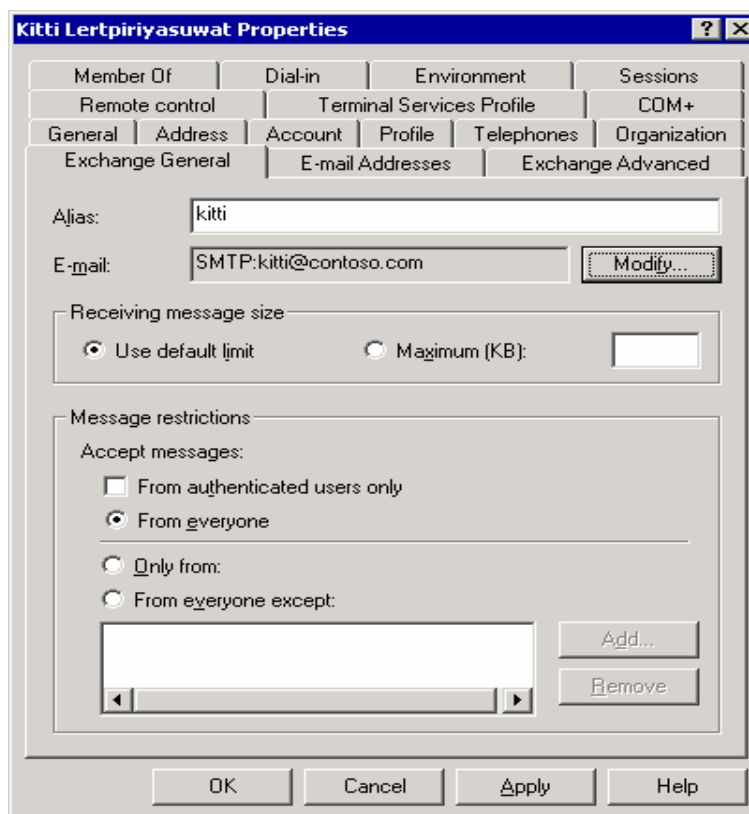 Kitti Lertpiriyasuwat Properties
Member Of Dial-in Environment Sessions
Remote control Terminal Services Profile COM+
General Address Account Profile Telephones Organization
Exchange General E-mail Addresses Exchange Advanced
Alias: kitti
E-mail: SMTP:kitti@contoso.com Modify...
Receiving message size
Use default limit Maximum (KB):
Message restrictions
Accept messages:
From authenticated users only
From everyone
Only from:
From everyone except:
Add...
Remove
OK Cancel Apply Help